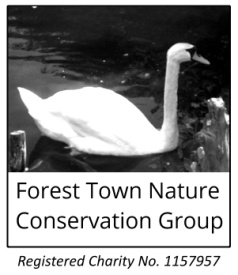 Forest Town Nature
Conservation Group
Registered Charity No. 1157957